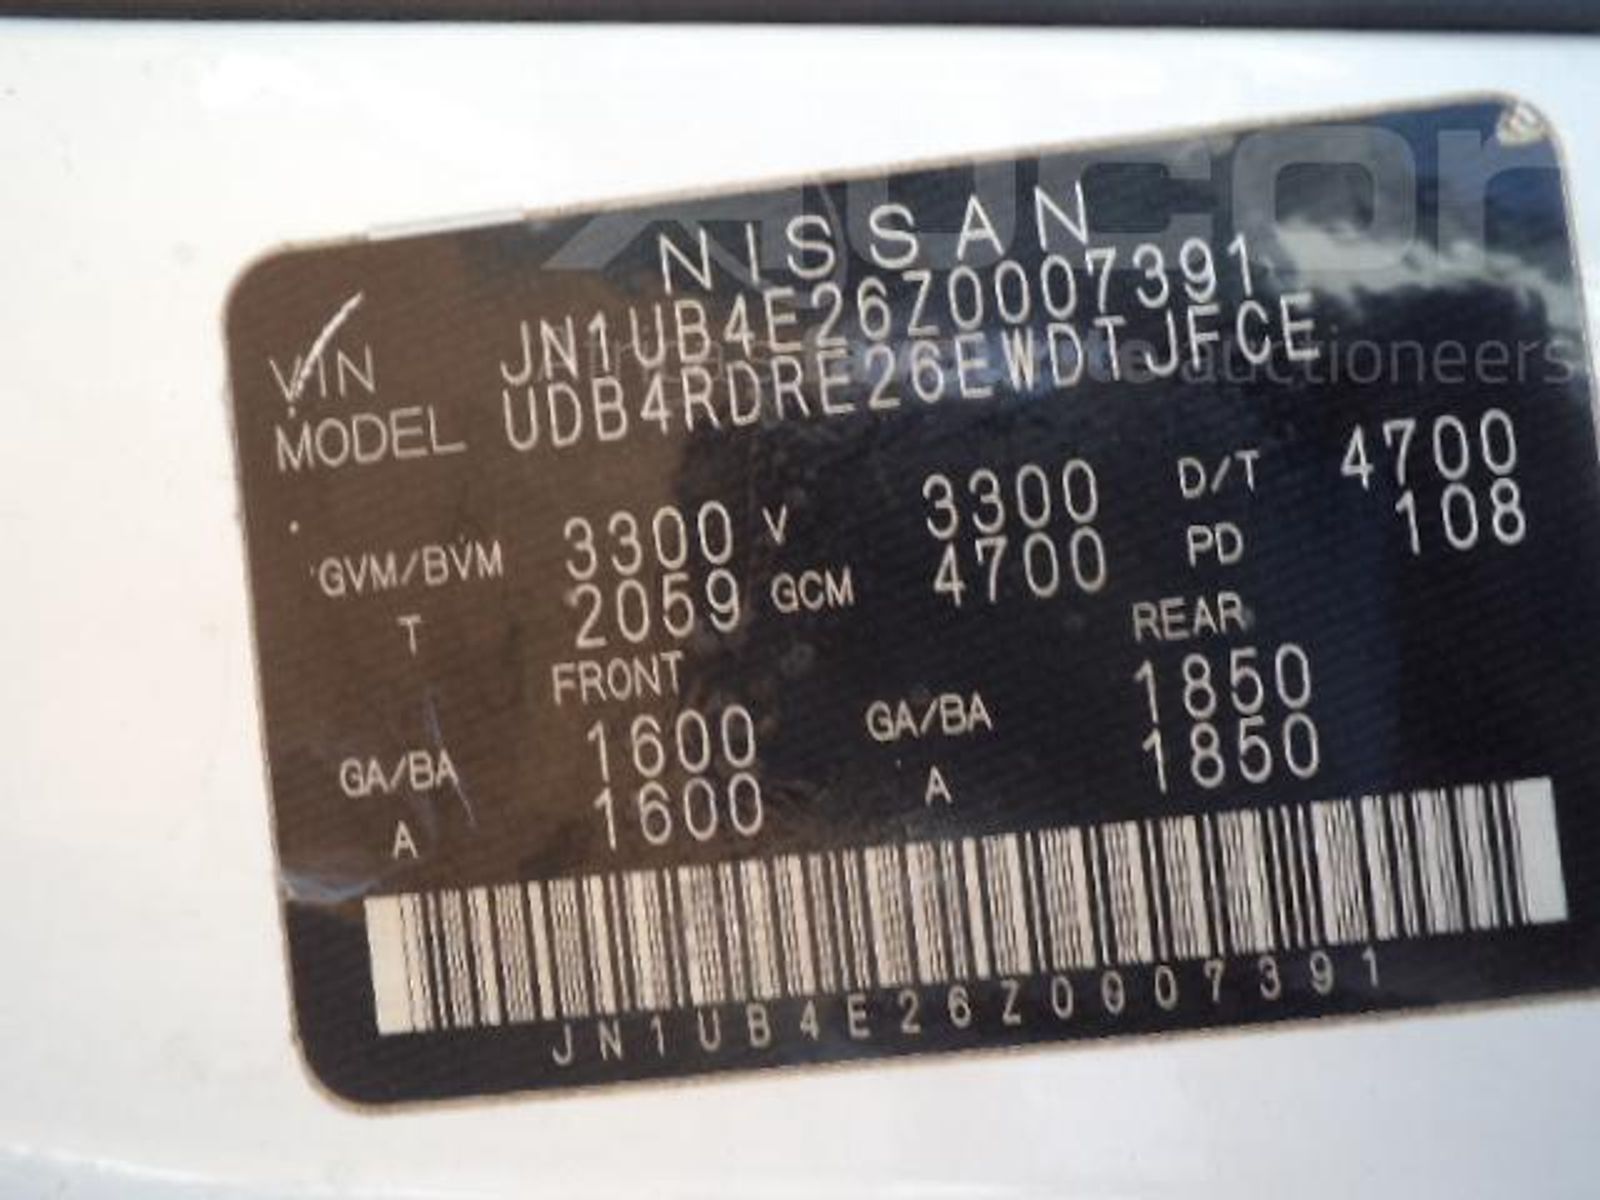 NISSAN
VIN JN1UB4E26Z0007391
MODEL UDB4RDRE26EWDTJFCE
GVM/BVM 3300 V 3300 D/T 4700
T 2059 GCM 4700 PD 108
FRONT REAR
GA/BA 1600 GA/BA 1850
A 1600 A 1850
JN1UB4E26Z0007391
auctioneers